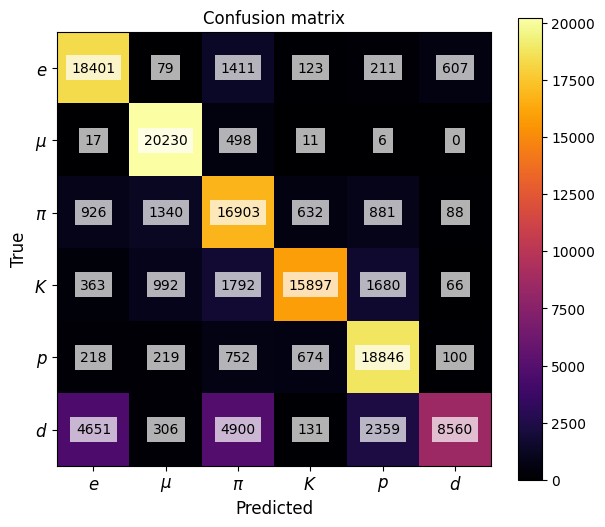 Confusion matrix
e 18401 79 1411 123 211 607
μ 17 20230 498 11 6 0
π 926 1340 16903 632 881 88
K 363 992 1792 15897 1680 66
p 218 219 752 674 18846 100
d 4651 306 4900 131 2359 8560
e μ π K p d
Predicted
True
20000
17500
15000
12500
10000
7500
5000
2500
0